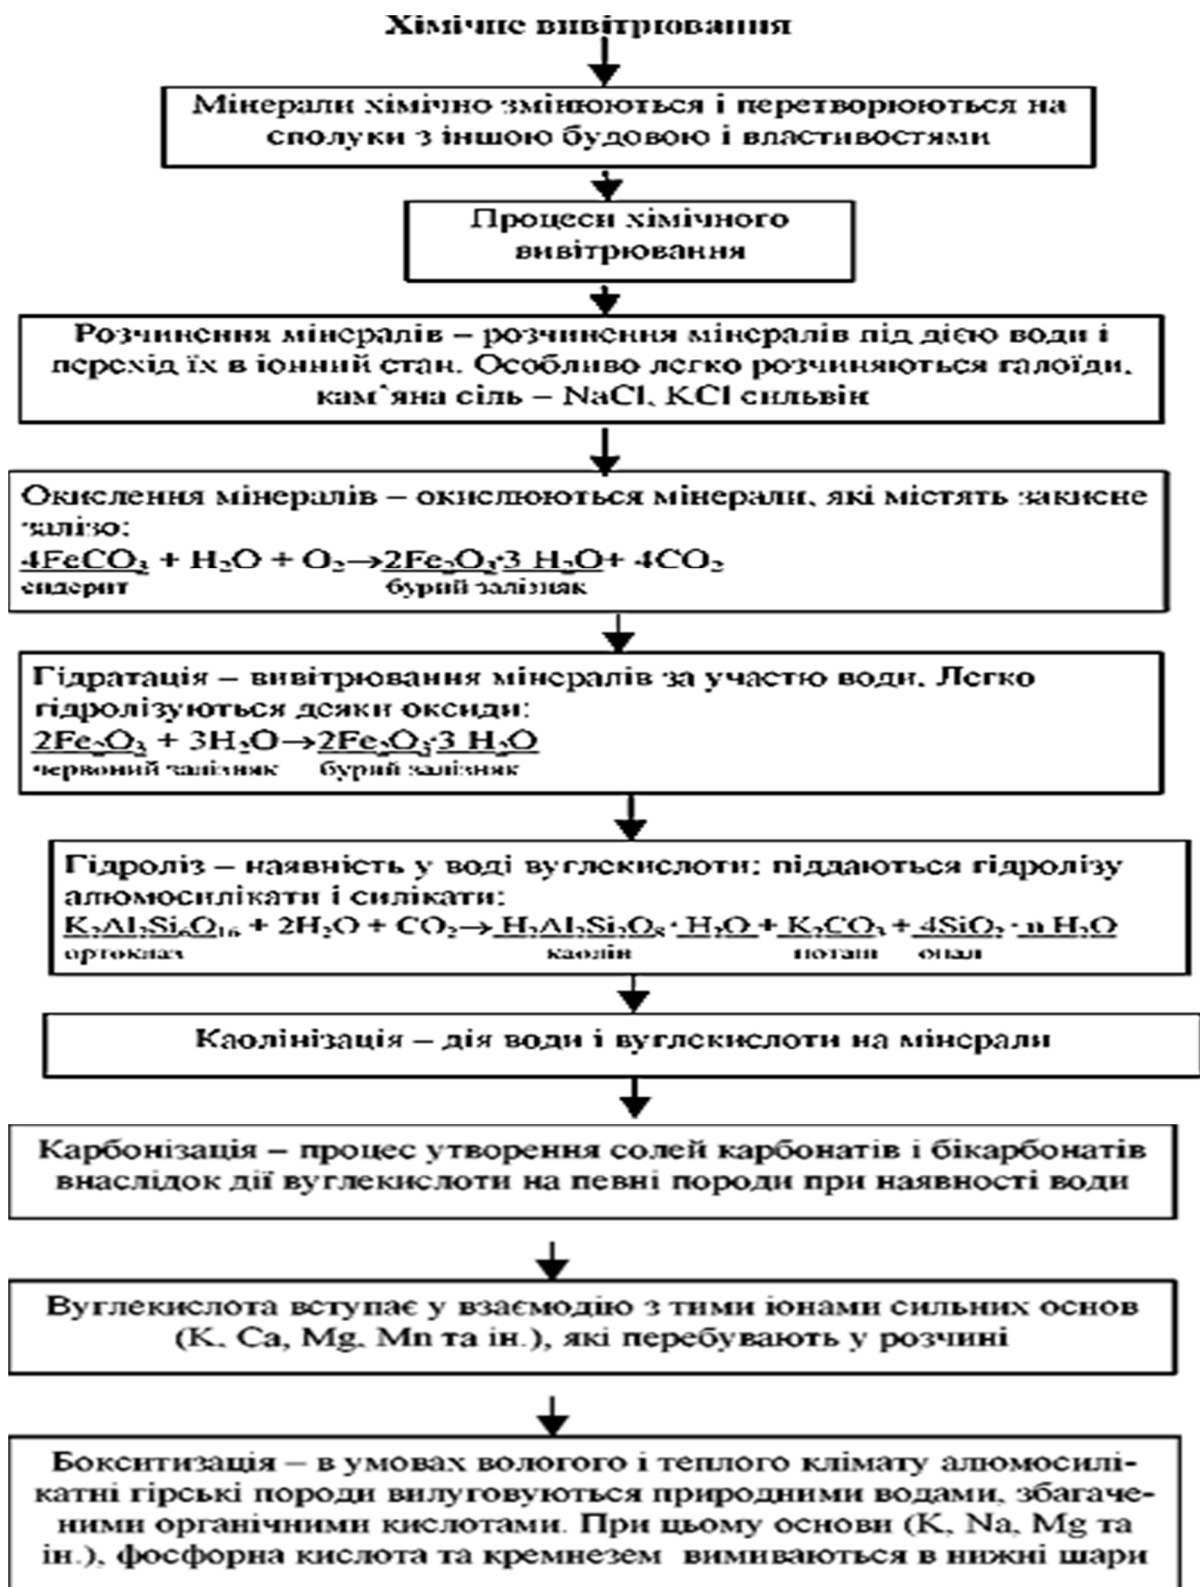 Хімічне вивітрювання
Мінерали хімічно змінюються і перетворюються на
сполуки з іншою будовою і властивостями
Процеси хімічного
вивітрювання
Розчинення мінералів – розчинення мінералів під дією води і
перехід їх в іонний стан. Особливо легко розчиняються галоїди,
кам`яна сіль – NaCl, KCl сильвін
Окислення мінералів – окислюються мінерали, які містять закисне
залізо:
4FeCO₃ + H₂O + O₂→2Fe₂O₃·3 H₂O+ 4CO₂
сидерит бурий залізняк
Гідратація – вивітрювання мінералів за участю води. Легко
гідролізуються деяки оксиди:
2Fe₂O₃ + 3H₂O→2Fe₂O₃·3 H₂O
червоний залізняк бурий залізняк
Гідроліз – наявність у воді вуглекислоти; піддаються гідролізу
алюмосилікати і силікати:
K₂Al₂Si₆O₁₆ + 2H₂O + CO₂→ H₂Al₂Si₂O₈ · H₂O + K₂CO₃ + 4SiO₂ · n H₂O
ортоклаз каолін поташ опал
Каолінізація – дія води і вуглекислоти на мінерали
Карбонізація – процес утворення солей карбонатів і бікарбонатів
внаслідок дії вуглекислоти на певні породи при наявності води
Вуглекислота вступає у взаємодію з тими іонами сильних основ
(K, Ca, Mg, Mn та ін.), які перебувають у розчині
Бокситизація – в умовах вологого і теплого клімату алюмосилі-
катні гірські породи вилуговуються природними водами, збагаче-
ними органічними кислотами. При цьому основи (K, Na, Mg та
ін.), фосфорна кислота та кремнезем вимиваються в нижні шари